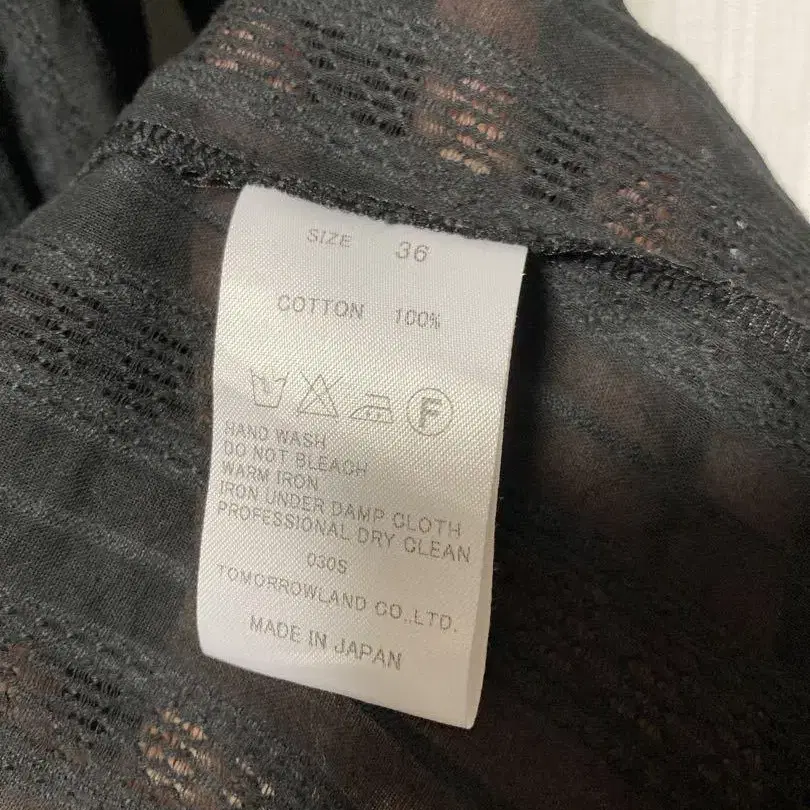 SIZE 36
COTTON 100%
F
HAND WASH
DO NOT BLEACH
WARM IRON
IRON UNDER DAMP CLOTH
PROFESSIONAL DRY CLEAN
030S
TOMORROWLAND CO.,LTD.
MADE IN JAPAN